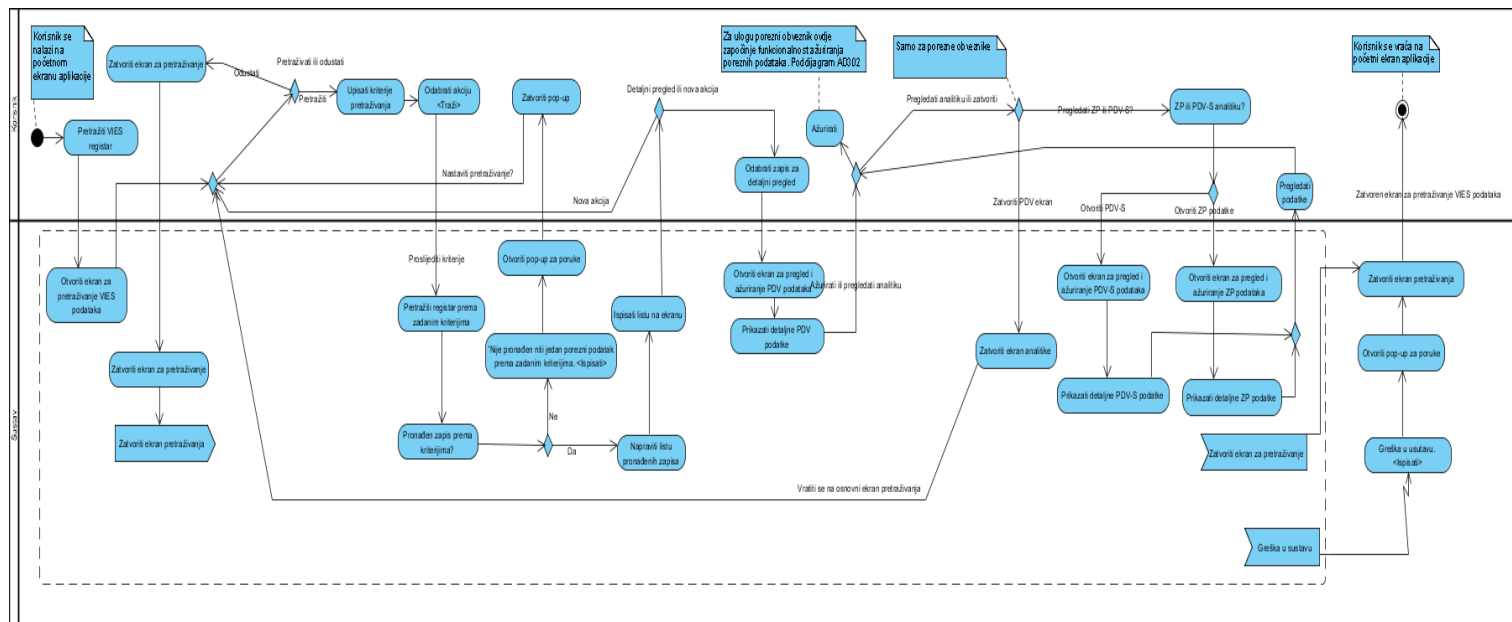 Korisnik
Korisnik se
nalazi na
početnom
ekranu aplikacije
Pretražiti VIES
registar
Zatvoriti ekran za pretraživanje
Odustati
Pretraživati ili odustati
Pretražiti
Upisati kriterije
pretraživanja
Odabrati akciju
<Traži>
Zatvoriti pop-up
Nastaviti pretraživanje?
Nova akcija
Detaljni pregled ili nova akcija
Za ulogu porezni obveznik ovdje
započinje funkcionalnost ažuriranja
poreznih podataka. Poddijagram AD302
Odabrati zapis za
detaljni pregled
Ažurirati
Samo za porezne obveznike
Pregledati analitiku ili zatvoriti
Pregledati ZP ili PDV-S?
ZP ili PDV-S analitiku?
Zatvoriti PDV ekran
Otvoriti PDV-S
Otvoriti ZP podatke
Pregledati
podatke
Korisnik se vraća na
početni ekran aplikacije
Zatvoren ekran za pretraživanje VIES podataka
Sustav
Otvoriti ekran za
pretraživanje VIES
podataka
Zatvoriti ekran za pretraživanje
Zatvoriti ekran pretraživanja
Proslijediti kriterije
Pretražiti registar prema
zadanim kriterijima
Pronađen zapis prema
kriterijima?
Otvoriti pop-up za poruke
"Nije pronađen niti jedan porezni podatak
prema zadanim kriterijima. <Ispisati>
Ne
Da
Ispisati listu na ekranu
Napraviti listu
pronađenih zapisa
Otvoriti ekran za pregled i
ažuriranje PDV podataka
Ažurirati ili pregledati analitiku
Prikazati detaljne PDV
podatke
Zatvoriti ekran analitike
Vratiti se na osnovni ekran pretraživanja
Otvoriti ekran za pregled i
ažuriranje PDV-S podataka
Otvoriti ekran za pregled i
ažuriranje ZP podataka
Prikazati detaljne PDV-S podatke
Prikazati detaljne ZP podatke
Zatvoriti ekran za pretraživanje
Greška u sustavu
Zatvoriti ekran pretraživanja
Otvoriti pop-up za poruke
Greška u usutavu.
<Ispisati>